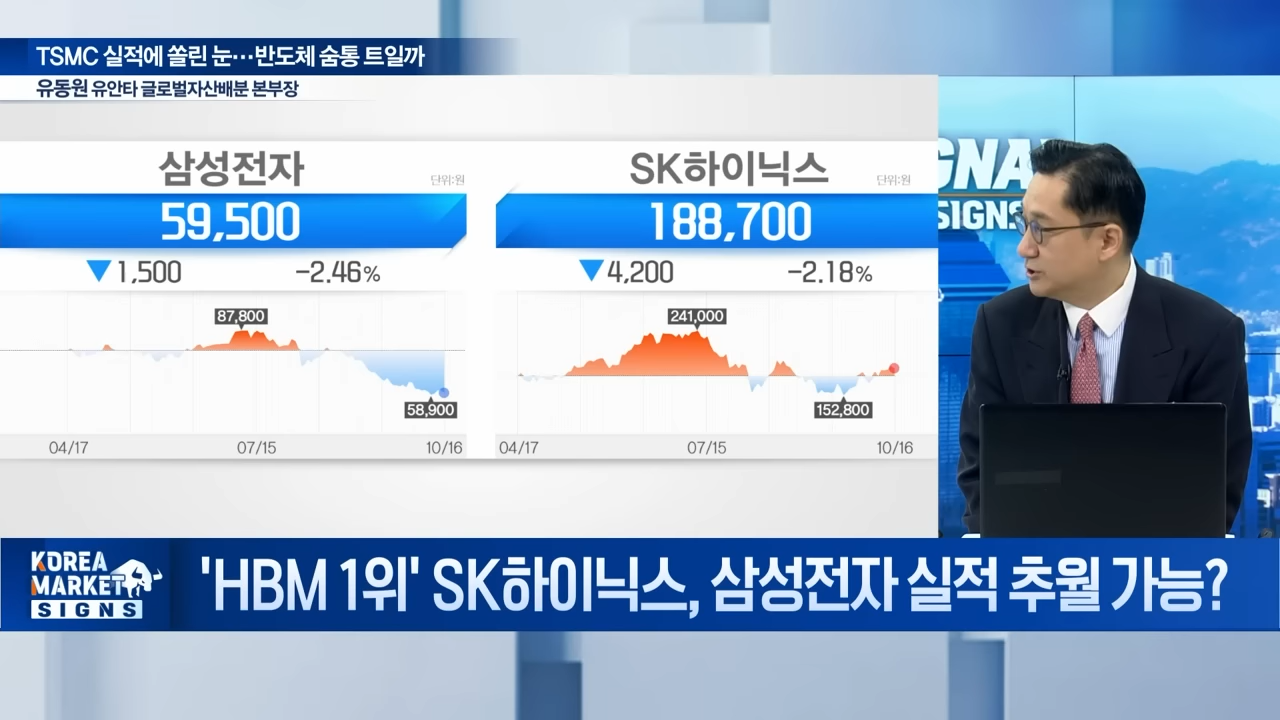 TSMC 실적에 쏠린 눈…반도체 숨통 트일까
유동원 유안타 글로벌자산배분 본부장
삼성전자
단위:원
59,500
▼1,500 -2.46%
87,800
58,900
04/17 07/15 10/16
SK하이닉스
단위:원
188,700
▼4,200 -2.18%
241,000
152,800
04/17 07/15 10/16
SIGNS
KOREA
MARKET
SIGNS
'HBM 1위' SK하이닉스, 삼성전자 실적 추월 가능?